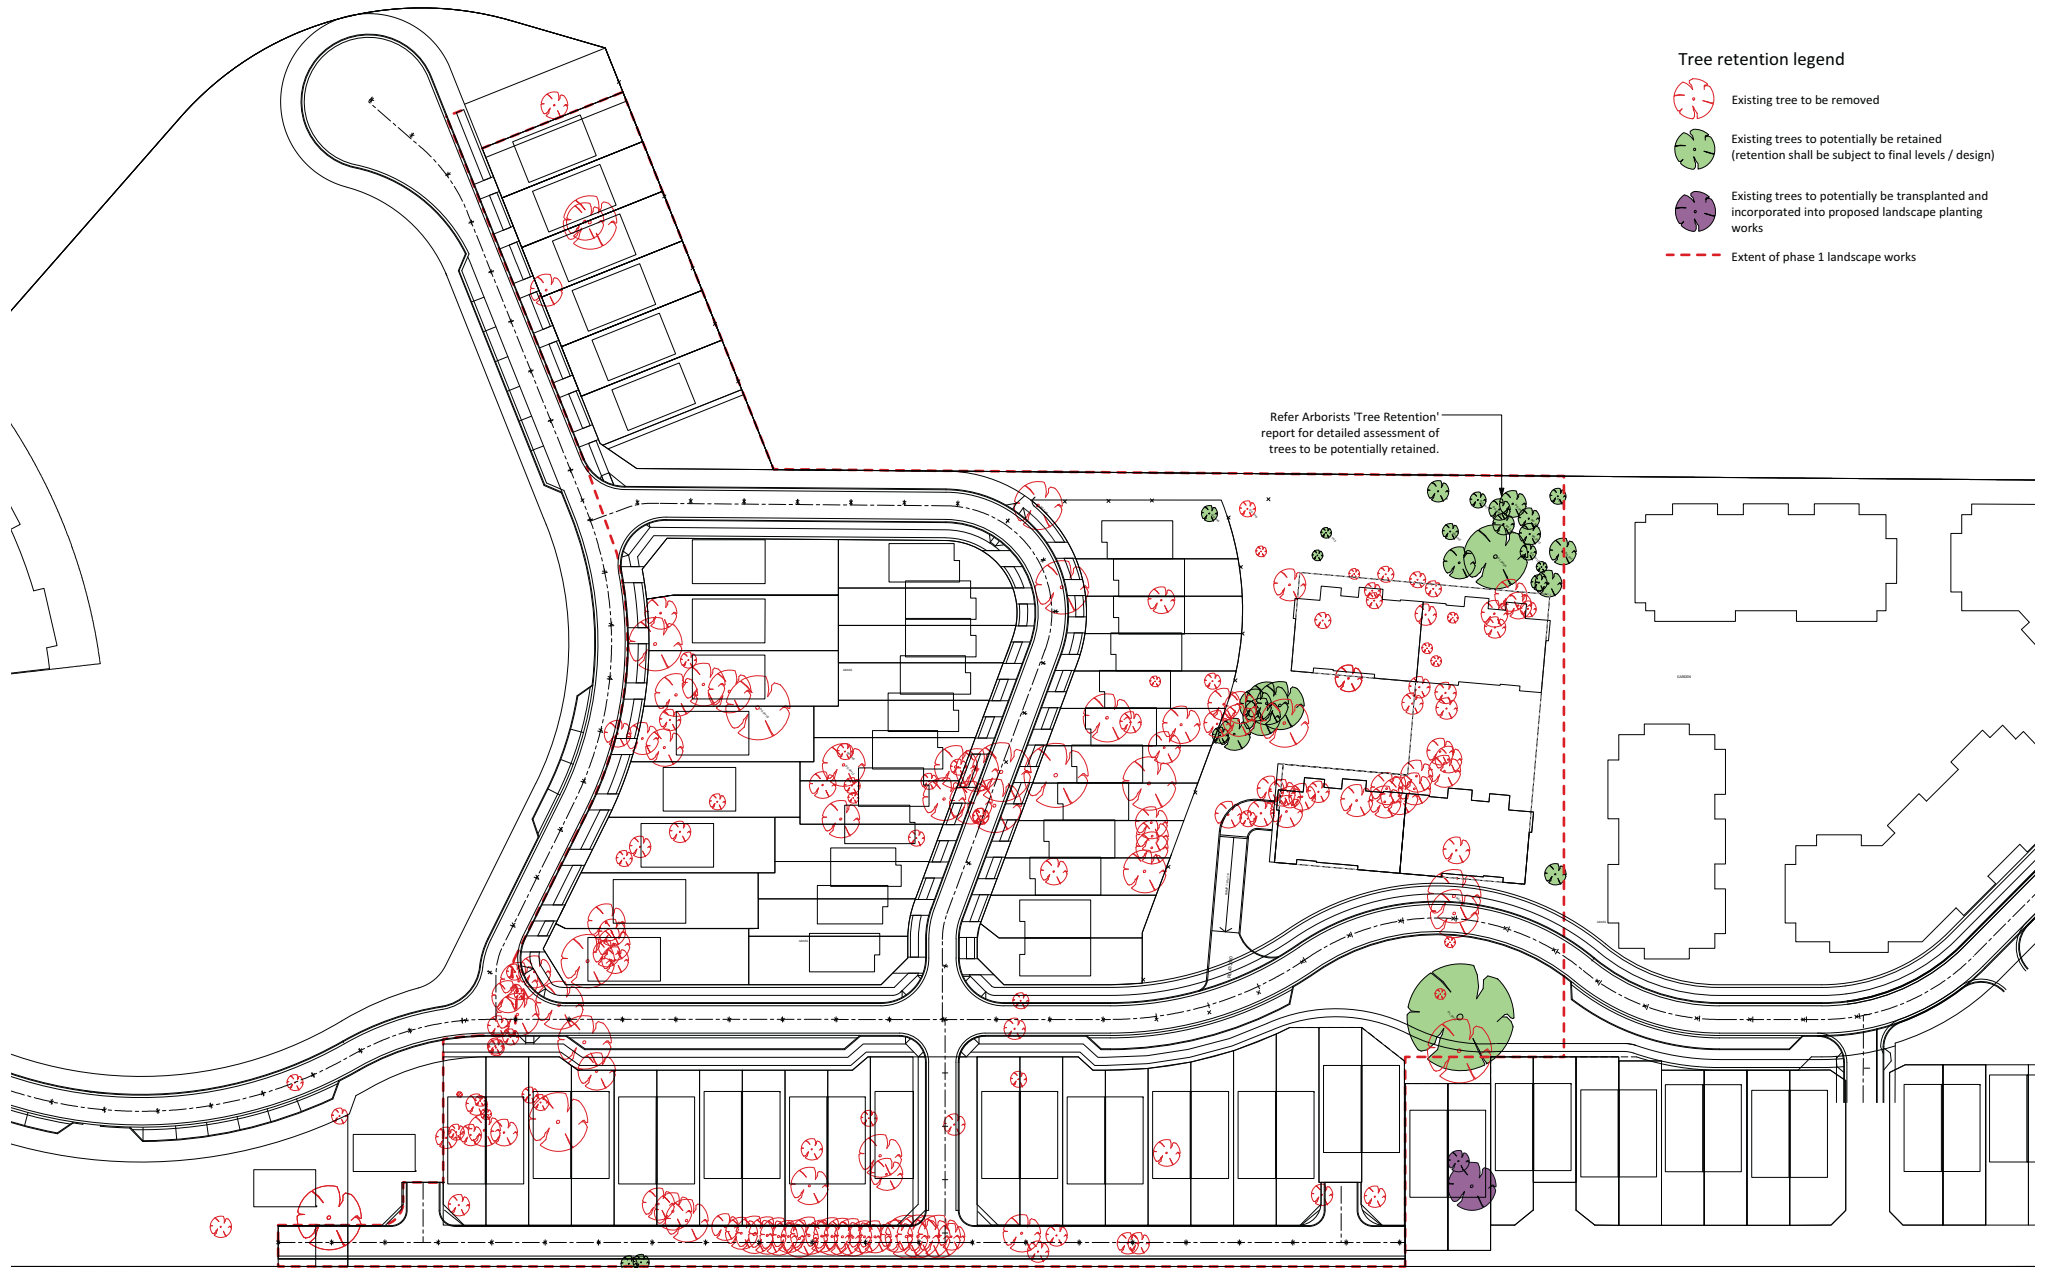 Tree retention legend
Existing tree to be removed
Existing trees to potentially be retained
(retention shall be subject to final levels / design)
Existing trees to potentially be transplanted and
incorporated into proposed landscape planting
works
Extent of phase 1 landscape works
Refer Arborists 'Tree Retention'
report for detailed assessment of
trees to be potentially retained.